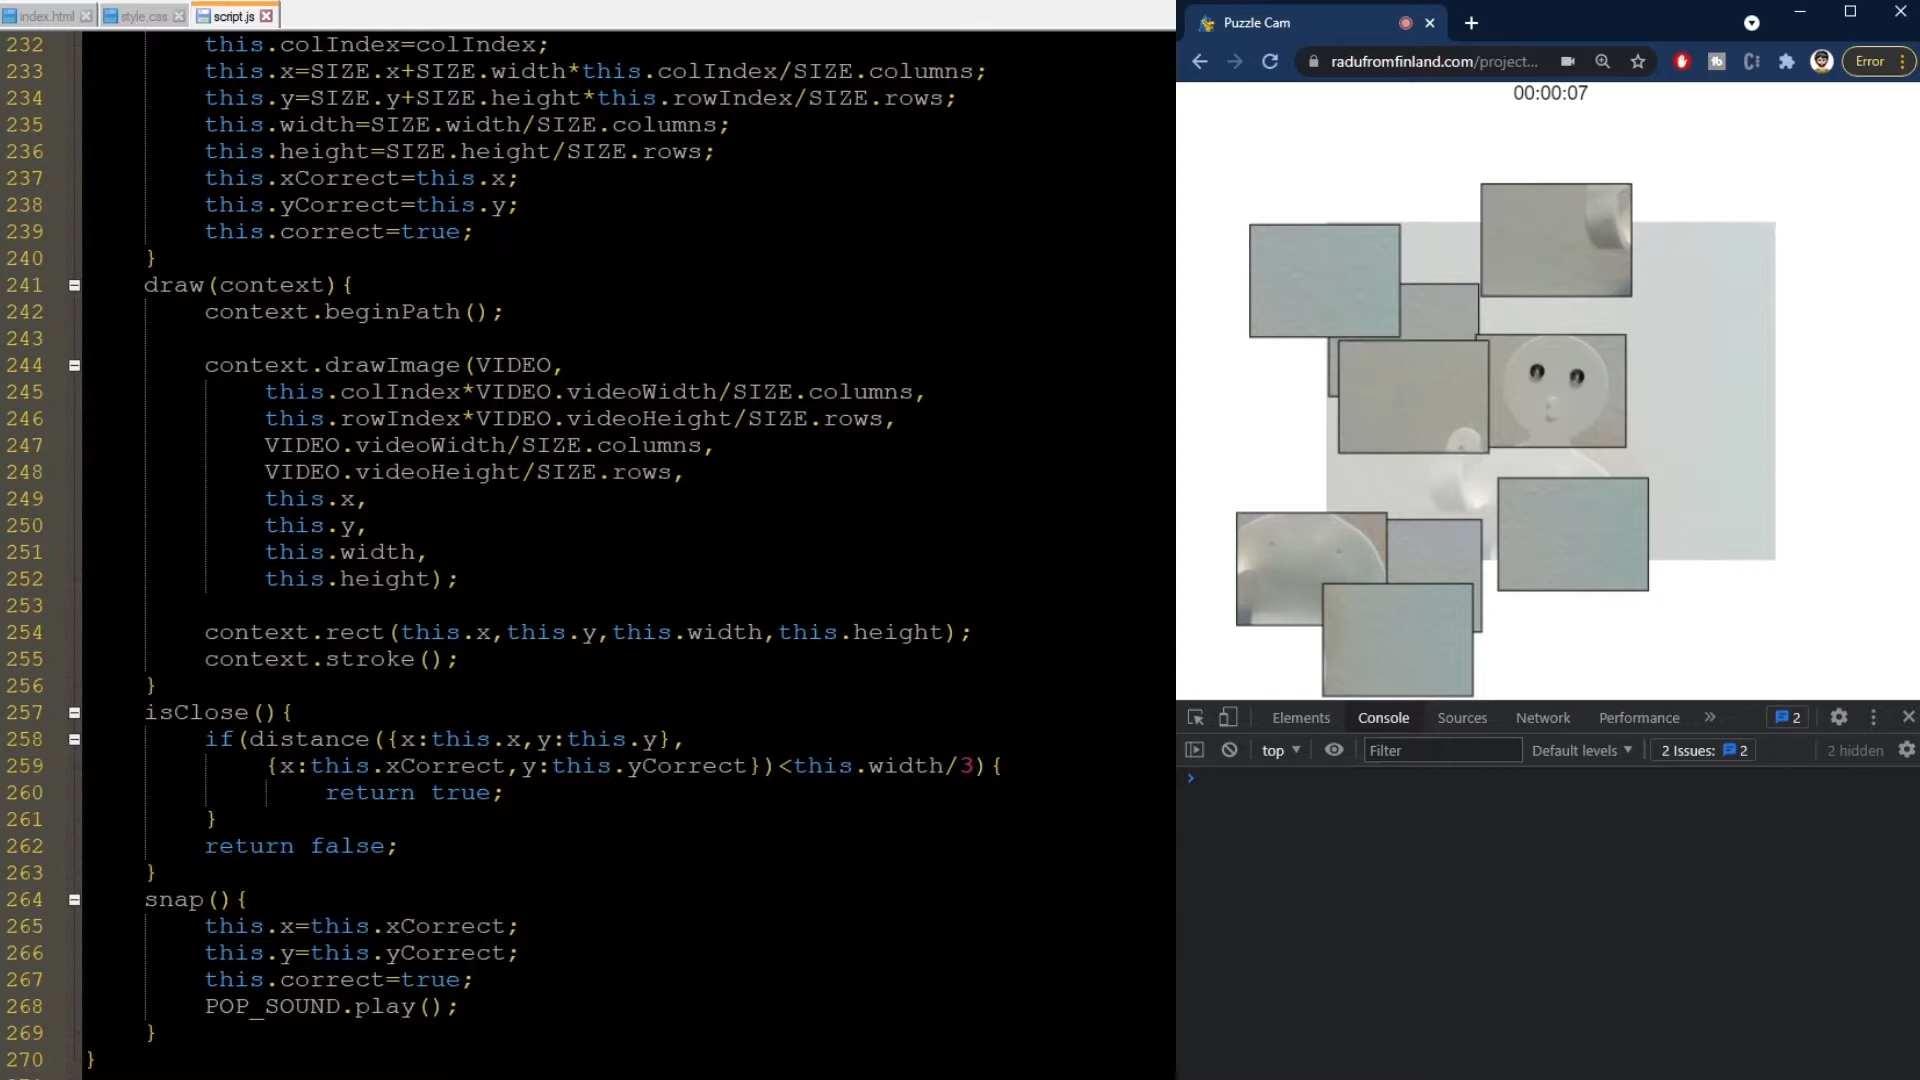 index.html
style.css
script.js
232 this.colIndex=colIndex;
233 this.x=SIZE.x+SIZE.width*this.colIndex/SIZE.columns;
234 this.y=SIZE.y+SIZE.height*this.rowIndex/SIZE.rows;
235 this.width=SIZE.width/SIZE.columns;
236 this.height=SIZE.height/SIZE.rows;
237 this.xCorrect=this.x;
238 this.yCorrect=this.y;
239 this.correct=true;
240 }
241 draw(context){
242 context.beginPath();
243
244 context.drawImage(VIDEO,
245 this.colIndex*VIDEO.videoWidth/SIZE.columns,
246 this.rowIndex*VIDEO.videoHeight/SIZE.rows,
247 VIDEO.videoWidth/SIZE.columns,
248 VIDEO.videoHeight/SIZE.rows,
249 this.x,
250 this.y,
251 this.width,
252 this.height);
253
254 context.rect(this.x,this.y,this.width,this.height);
255 context.stroke();
256 }
257 isClose(){
258 if(distance({x:this.x,y:this.y},
259 {x:this.xCorrect,y:this.yCorrect})<this.width/3){
260 return true;
261 }
262 return false;
263 }
264 snap(){
265 this.x=this.xCorrect;
266 this.y=this.yCorrect;
267 this.correct=true;
268 POP_SOUND.play();
269 }
270 }
Puzzle Cam
radufromfinland.com/project...
Error
00:00:07
Elements Console Sources Network Performance » 2
top Filter Default levels 2 Issues: 2 2 hidden